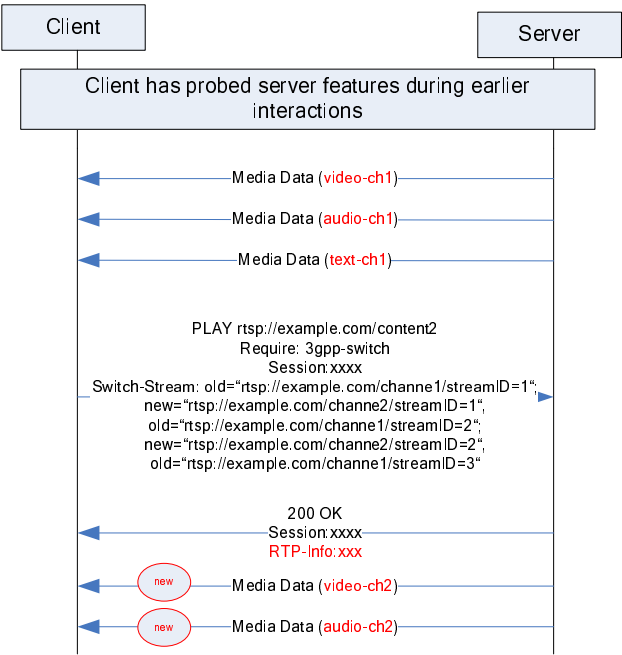 Client
Server
Client has probed server features during earlier
interactions
Media Data (video-ch1)
Media Data (audio-ch1)
Media Data (text-ch1)
PLAY rtsp://example.com/content2
Require: 3gpp-switch
Session:xxxx
Switch-Stream: old=“rtsp://example.com/channe1/streamID=1“;
new=“rtsp://example.com/channe2/streamID=1“,
old=“rtsp://example.com/channe1/streamID=2“;
new=“rtsp://example.com/channe2/streamID=2“,
old=“rtsp://example.com/channe1/streamID=3“
200 OK
Session:xxxx
RTP-Info:xxx
new
Media Data (video-ch2)
new
Media Data (audio-ch2)